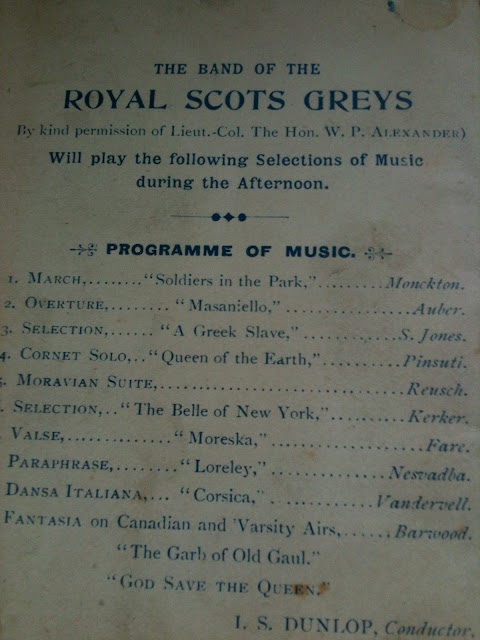 THE BAND OF THE
ROYAL SCOTS GREYS
By kind permission of Lieut.-Col. The Hon. W. P. ALEXANDER)
Will play the following Selections of Music
during the Afternoon.
PROGRAMME OF MUSIC.
1. MARCH,........"Soldiers in the Park,".........Monckton.
2. OVERTURE,........ "Masaniello,"................Auber.
3. SELECTION,...... "A Greek Slave,"............S. Jones.
4. CORNET SOLO,.."Queen of the Earth,"..........Pinsuti.
5. MORAVIAN SUITE,..............................Reusch.
. SELECTION,.."The Belle of New York,"..........Kerker.
VALSE,............."Moreska,"...................Fare.
PARAPHRASE,........"Loreley,"...............Nesvadba.
DANSA ITALIANA,... "Corsica,"............Vandervell.
FANTASIA on Canadian and 'Varsity Airs,......Barwood.
"The Garb of Old Gaul."
"GOD SAVE THE QUEEN."
I. S. DUNLOP, Conductor.